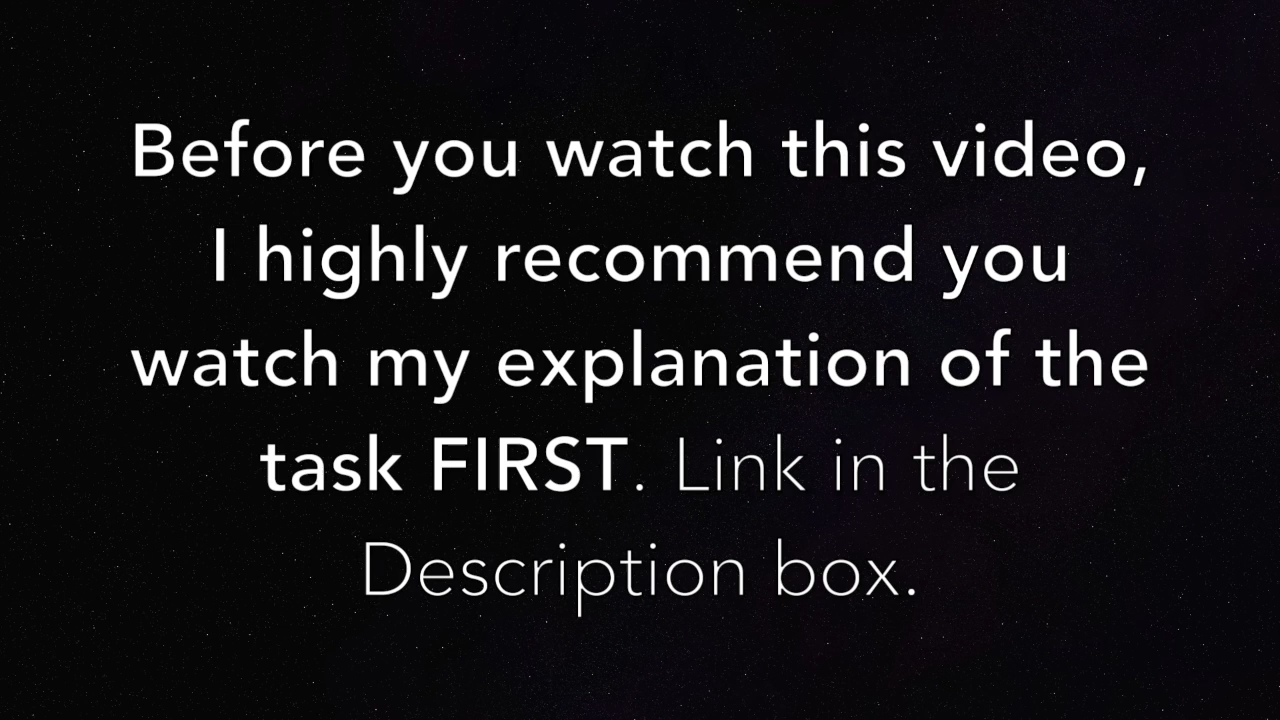 Before you watch this video,
I highly recommend you
watch my explanation of the
task FIRST. Link in the
Description box.